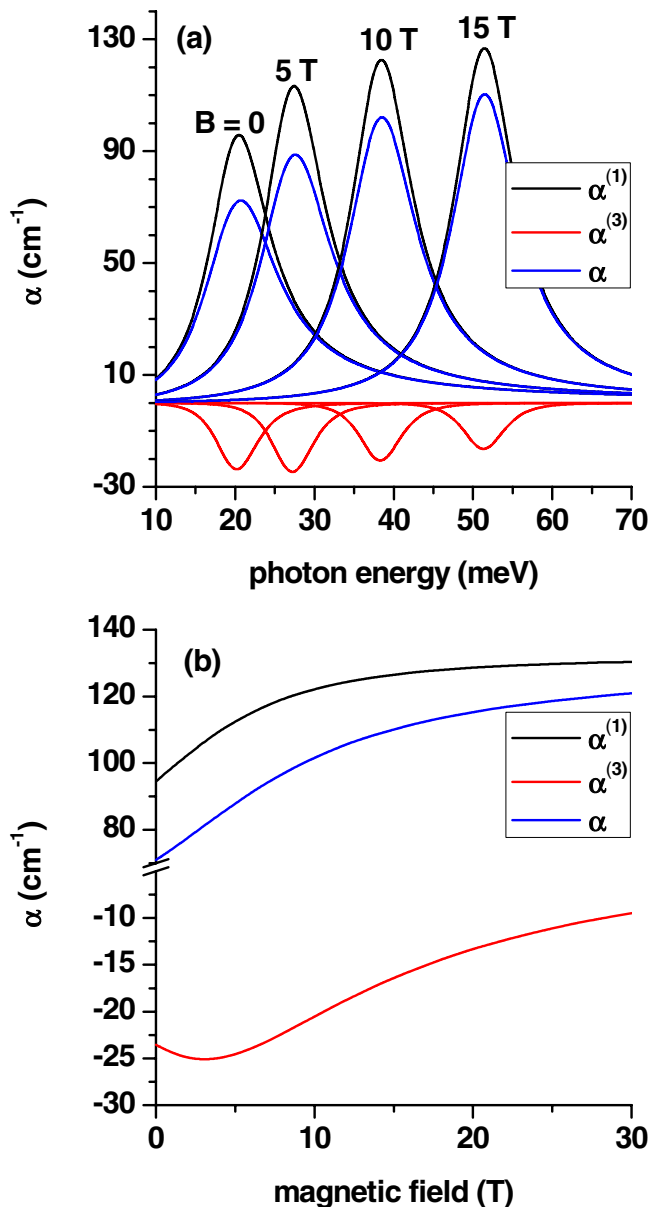 (a)
B = 0
5 T
10 T
15 T
130
90
50
10
-30
α (cm⁻¹)
α⁽¹⁾
α⁽³⁾
α
10 20 30 40 50 60 70
photon energy (meV)
(b)
140
120
100
80
-10
-15
-20
-25
-30
α (cm⁻¹)
α⁽¹⁾
α⁽³⁾
α
0 10 20 30
magnetic field (T)